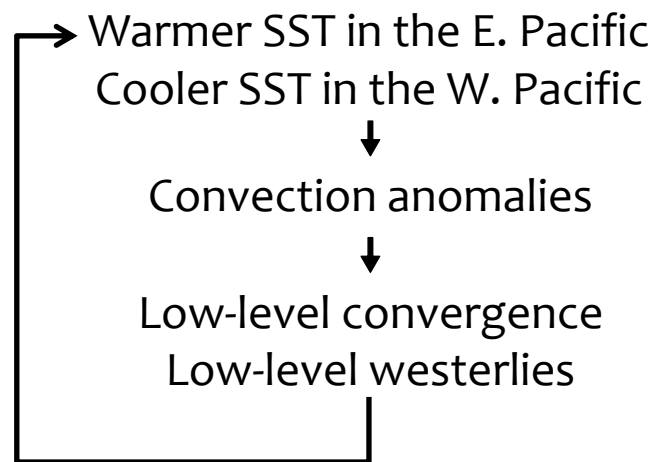 Warmer SST in the E. Pacific
Cooler SST in the W. Pacific
Convection anomalies
Low-level convergence
Low-level westerlies